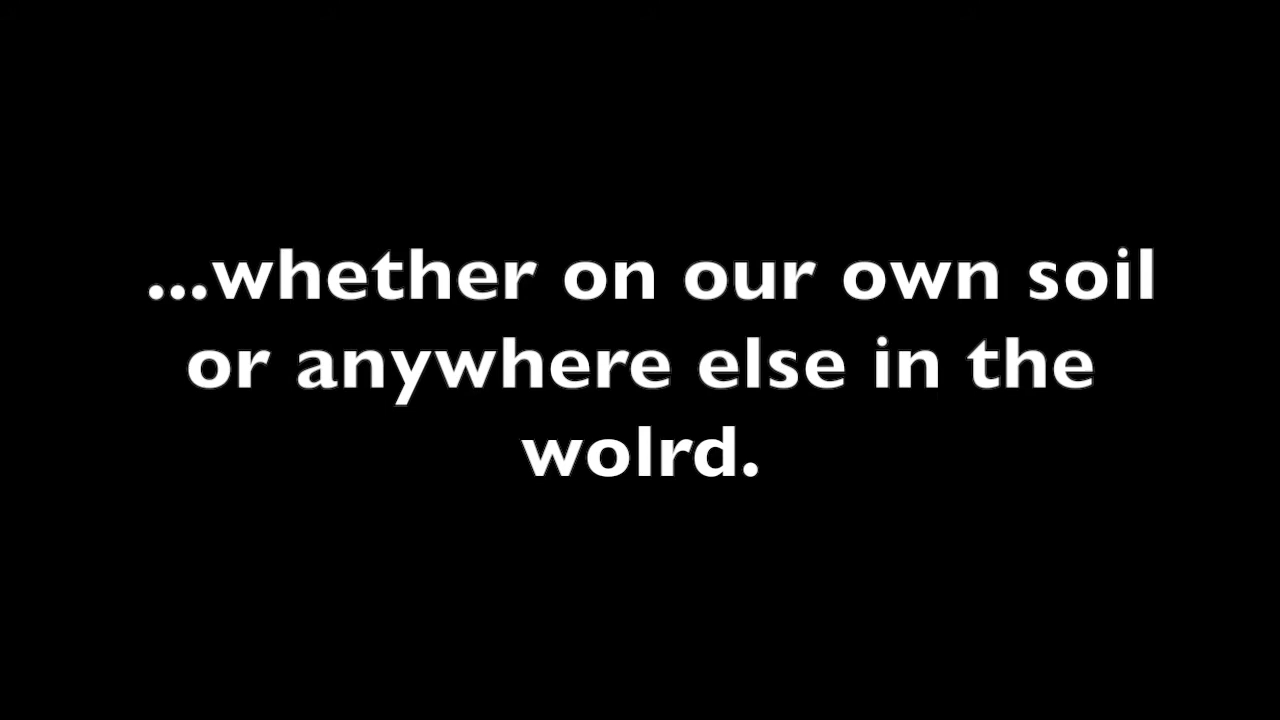 ...whether on our own soil
or anywhere else in the
wolrd.